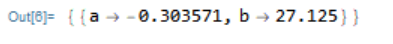 Out[6]= {{a → -0.303571, b → 27.125}}